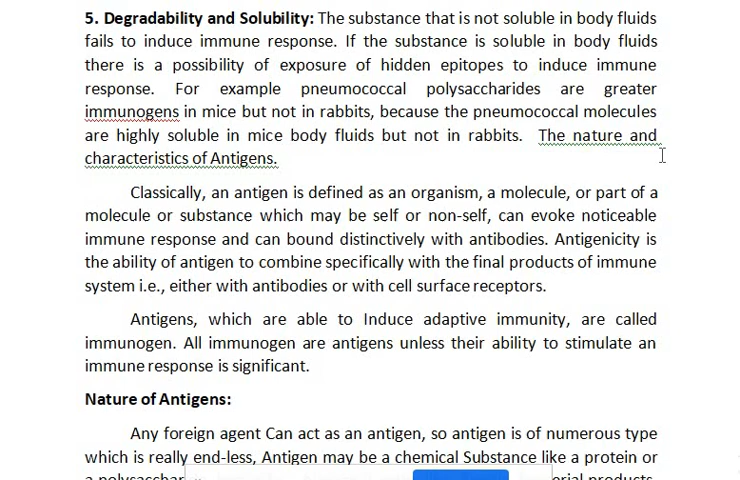 5. Degradability and Solubility: The substance that is not soluble in body fluids
fails to induce immune response. If the substance is soluble in body fluids
there is a possibility of exposure of hidden epitopes to induce immune
response. For example pneumococcal polysaccharides are greater
immunogens in mice but not in rabbits, because the pneumococcal molecules
are highly soluble in mice body fluids but not in rabbits. The nature and
characteristics of Antigens.
Classically, an antigen is defined as an organism, a molecule, or part of a
molecule or substance which may be self or non-self, can evoke noticeable
immune response and can bound distinctively with antibodies. Antigenicity is
the ability of antigen to combine specifically with the final products of immune
system i.e., either with antibodies or with cell surface receptors.
Antigens, which are able to Induce adaptive immunity, are called
immunogen. All immunogen are antigens unless their ability to stimulate an
immune response is significant.
Nature of Antigens:
Any foreign agent Can act as an antigen, so antigen is of numerous type
which is really end-less, Antigen may be a chemical Substance like a protein or
a products,